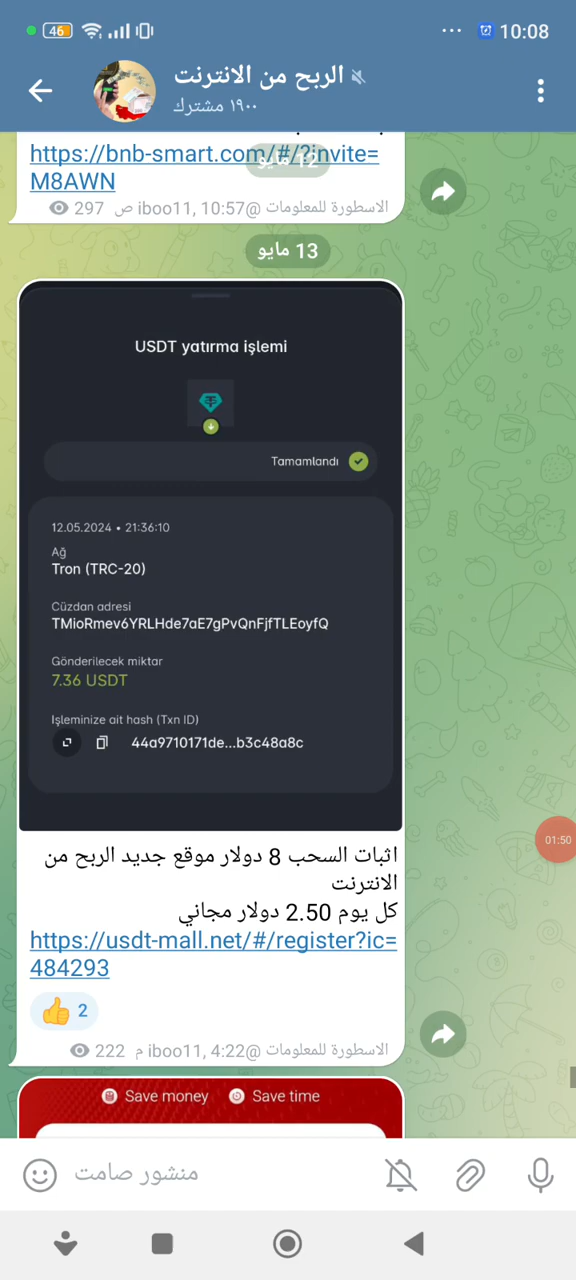 46
10:08
الربح من الانترنت
١٩٠٠ مشترك
https://bnb-smart.com/#/?invite=
M8AWN
12 مايو
الاسطورة للمعلومات @iboo11, 10:57 ص 297
13 مايو
USDT yatırma işlemi
Tamamlandı
12.05.2024 • 21:36:10
Ağ
Tron (TRC-20)
Cüzdan adresi
TMioRmev6YRLHde7aE7gPvQnFjfTLEoyfQ
Gönderilecek miktar
7.36 USDT
Işleminize ait hash (Txn ID)
44a9710171de...b3c48a8c
01:50
اثبات السحب 8 دولار موقع جديد الربح من
الانترنت
كل يوم 2.50 دولار مجاني
https://usdt-mall.net/#/register?ic=
484293
2
الاسطورة للمعلومات @iboo11, 4:22 م 222
Save money Save time
منشور صامت